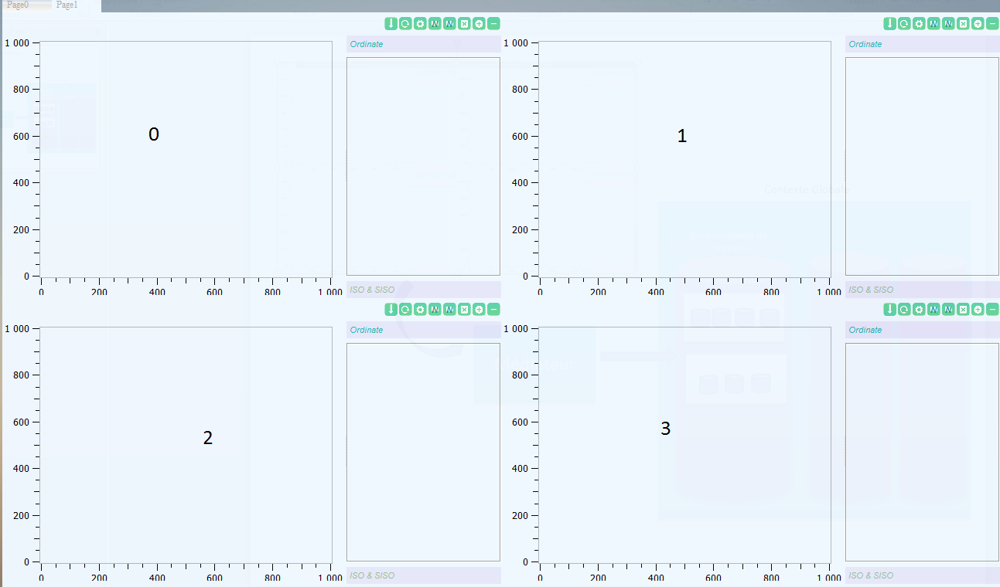 Page0 Page1
1 000 Ordinate 1 000 Ordinate
800 800
600 0 600 1
400 400
Contexte Globale
200 200
0 0
0 200 400 600 800 1 000 ISO & SISO 0 200 400 600 800 1 000 ISO & SISO
1 000 Ordinate 1 000 Ordinate
800 800
600 2 600 3
400 400
200 200
0 0
0 200 400 600 800 1 000 ISO & SISO 0 200 400 600 800 1 000 ISO & SISO